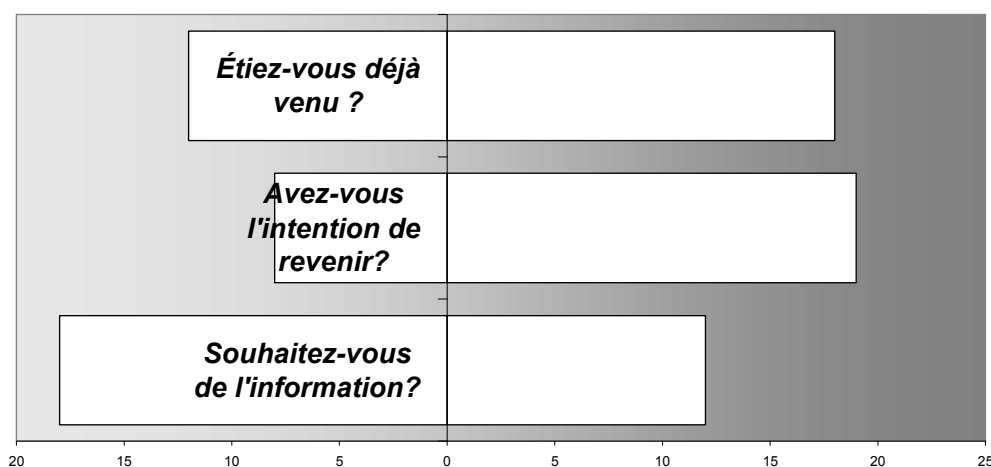 Étiez-vous déjà
venu ?
Avez-vous
l'intention de
revenir?
Souhaitez-vous
de l'information?
20 15 10 5 0 5 10 15 20 25